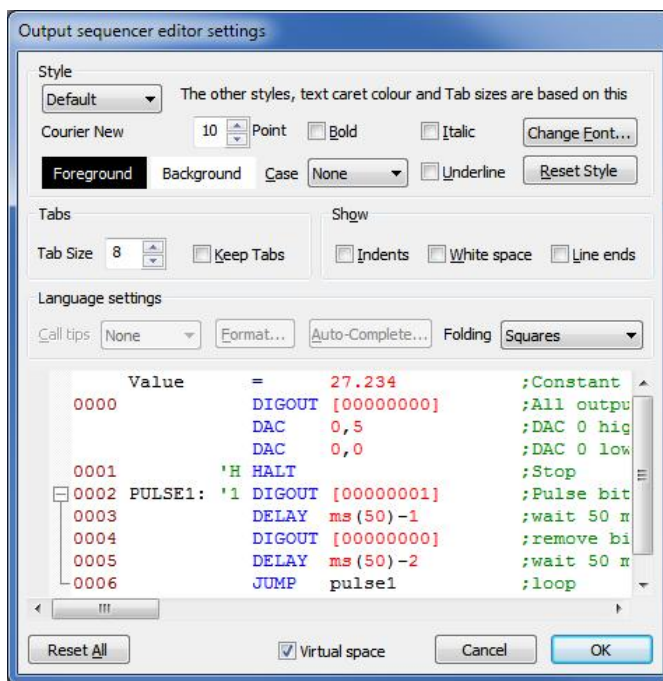 Output sequencer editor settings
Style
Default The other styles, text caret colour and Tab sizes are based on this
Courier New 10 Point Bold Italic Change Font...
Foreground Background Case None Underline Reset Style
Tabs Show
Tab Size 8 Keep Tabs Indents White space Line ends
Language settings
Call tips None Format... Auto-Complete... Folding Squares
Value = 27.234 ;Constant
0000 DIGOUT [00000000] ;All outpu
DAC 0,5 ;DAC 0 hig
DAC 0,0 ;DAC 0 low
0001 'H HALT ;Stop
0002 PULSE1: '1 DIGOUT [00000001] ;Pulse bit
0003 DELAY ms(50)-1 ;wait 50 m
0004 DIGOUT [00000000] ;remove bi
0005 DELAY ms(50)-2 ;wait 50 m
0006 JUMP pulse1 ;loop
Reset All Virtual space Cancel OK